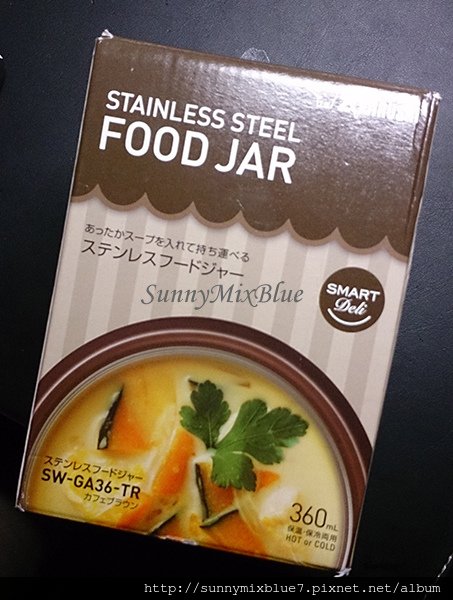 STAINLESS STEEL
FOOD JAR
あったかスープを入れて持ち運べる
ステンレスフードジャー
SMART
Deli
SunnyMixBlue
ステンレスフードジャー
SW-GA36-TR
カフェブラウン
360mL
保温・保冷両用
HOT or COLD
http://sunnymixblue7.pixnet.net/album